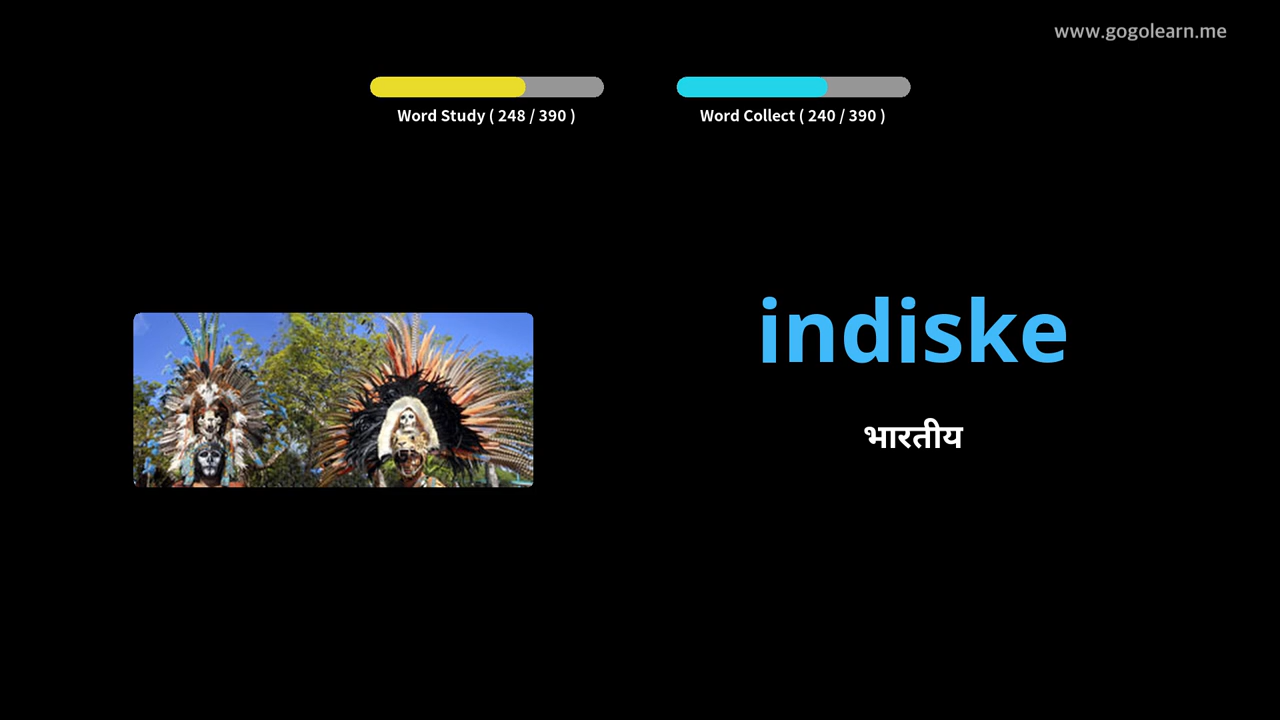 www.gogolearn.me
Word Study ( 248 / 390 )
Word Collect ( 240 / 390 )
indiske
भारतीय